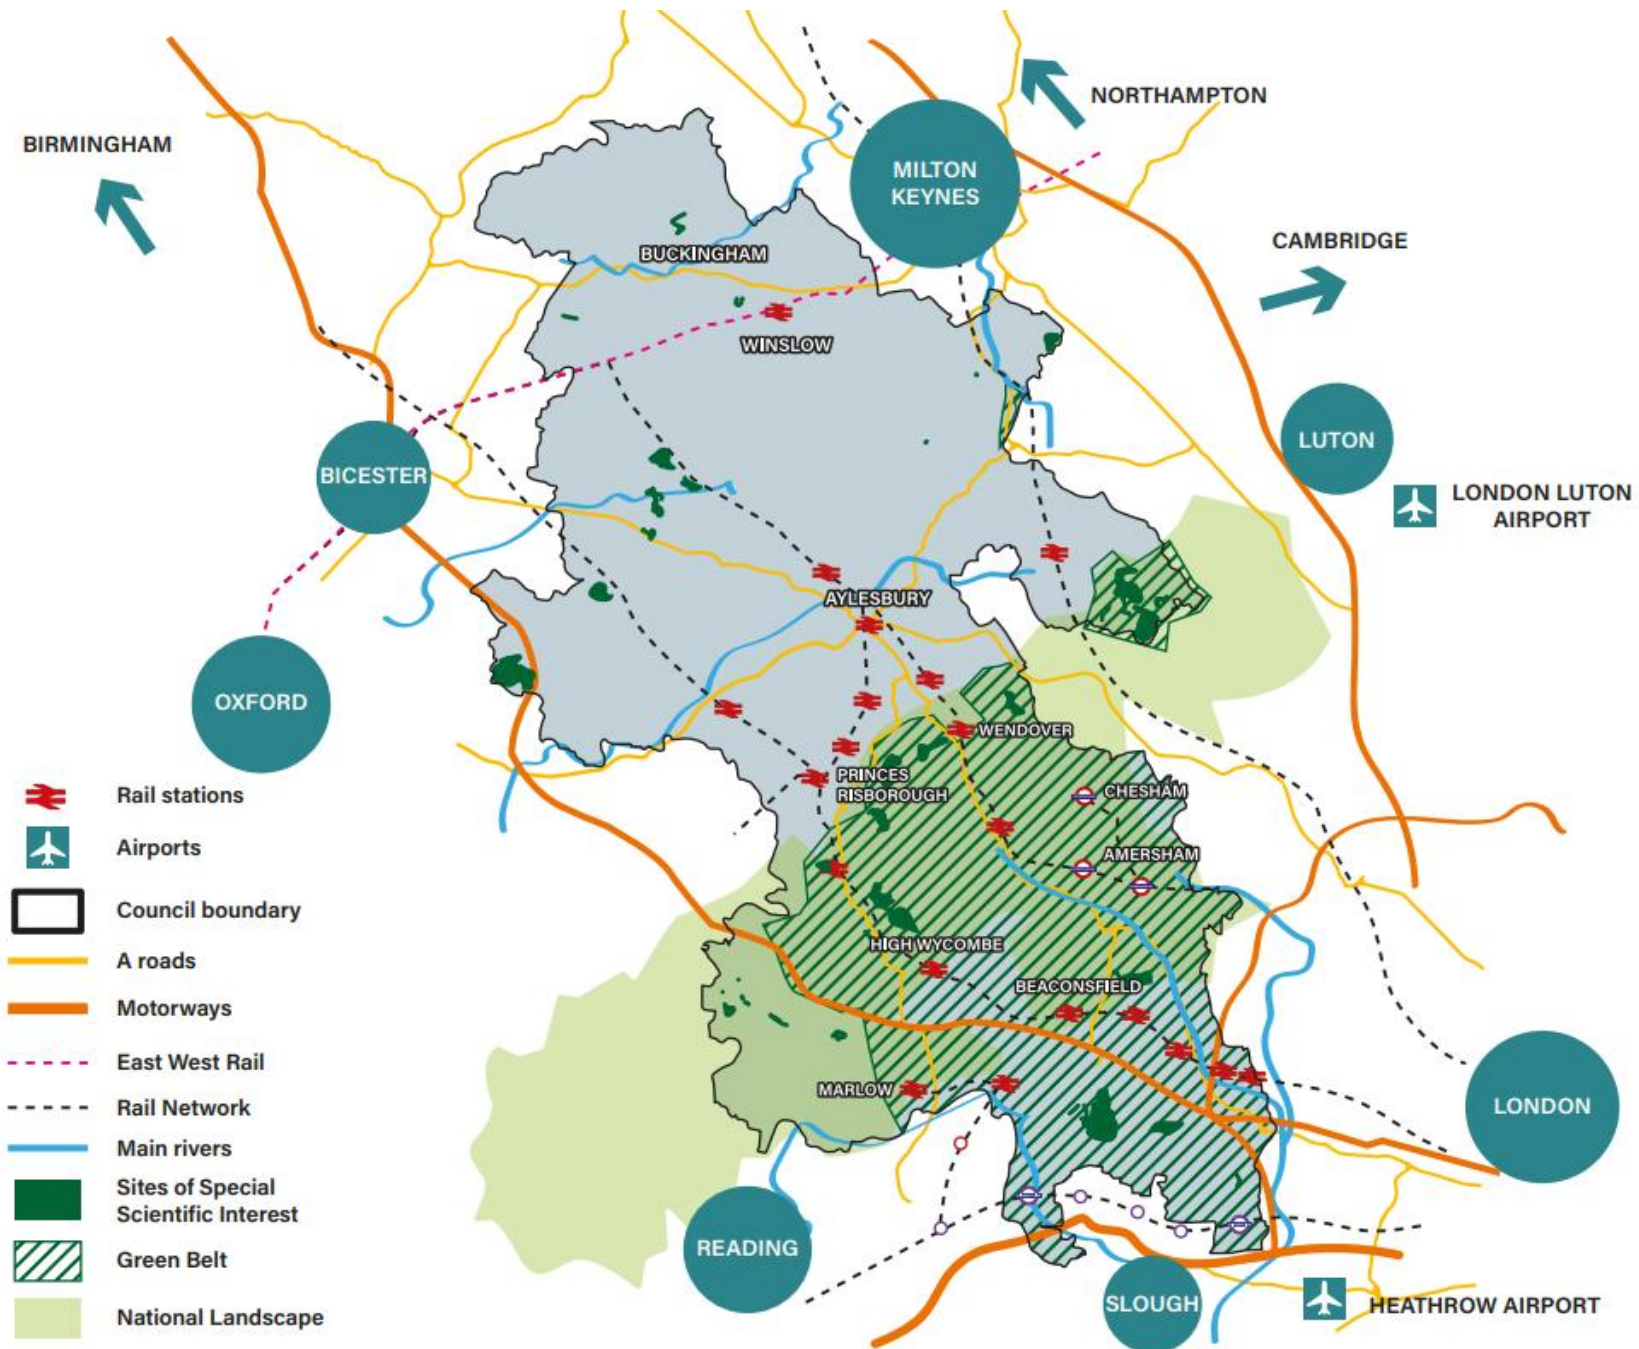 NORTHAMPTON
BIRMINGHAM
MILTON
KEYNES
CAMBRIDGE
BUCKINGHAM
WINSLOW
LUTON
BICESTER
LONDON LUTON
AIRPORT
AYLESBURY
OXFORD
WENDOVER
PRINCES
RISBOROUGH
CHESHAM
AMERSHAM
HIGH WYCOMBE
BEACONSFIELD
MARLOW
LONDON
READING
SLOUGH
HEATHROW AIRPORT
Rail stations
Airports
Council boundary
A roads
Motorways
East West Rail
Rail Network
Main rivers
Sites of Special
Scientific Interest
Green Belt
National Landscape